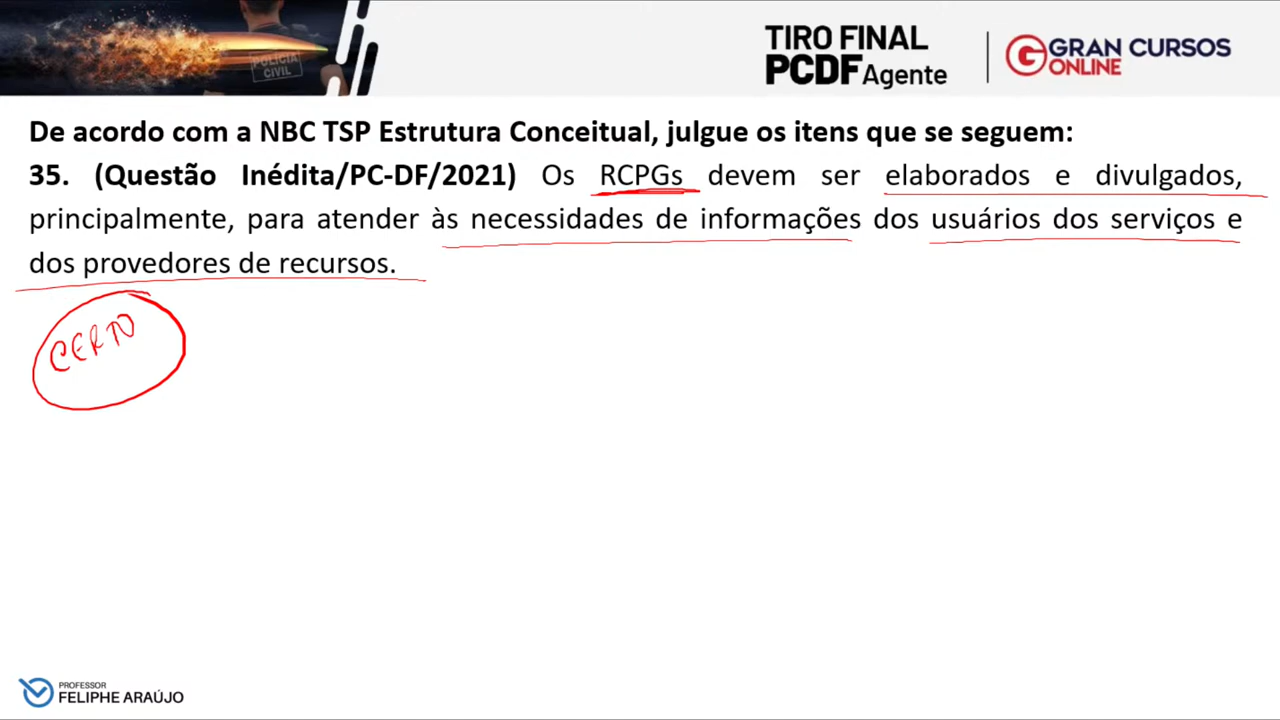 POLÍCIA
CIVIL
TIRO FINAL
PCDF Agente
GRAN CURSOS
ONLINE
De acordo com a NBC TSP Estrutura Conceitual, julgue os itens que se seguem:
35. (Questão Inédita/PC-DF/2021) Os RCPGs devem ser elaborados e divulgados,
principalmente, para atender às necessidades de informações dos usuários dos serviços e
dos provedores de recursos.
CERTO
PROFESSOR
FELIPHE ARAÚJO